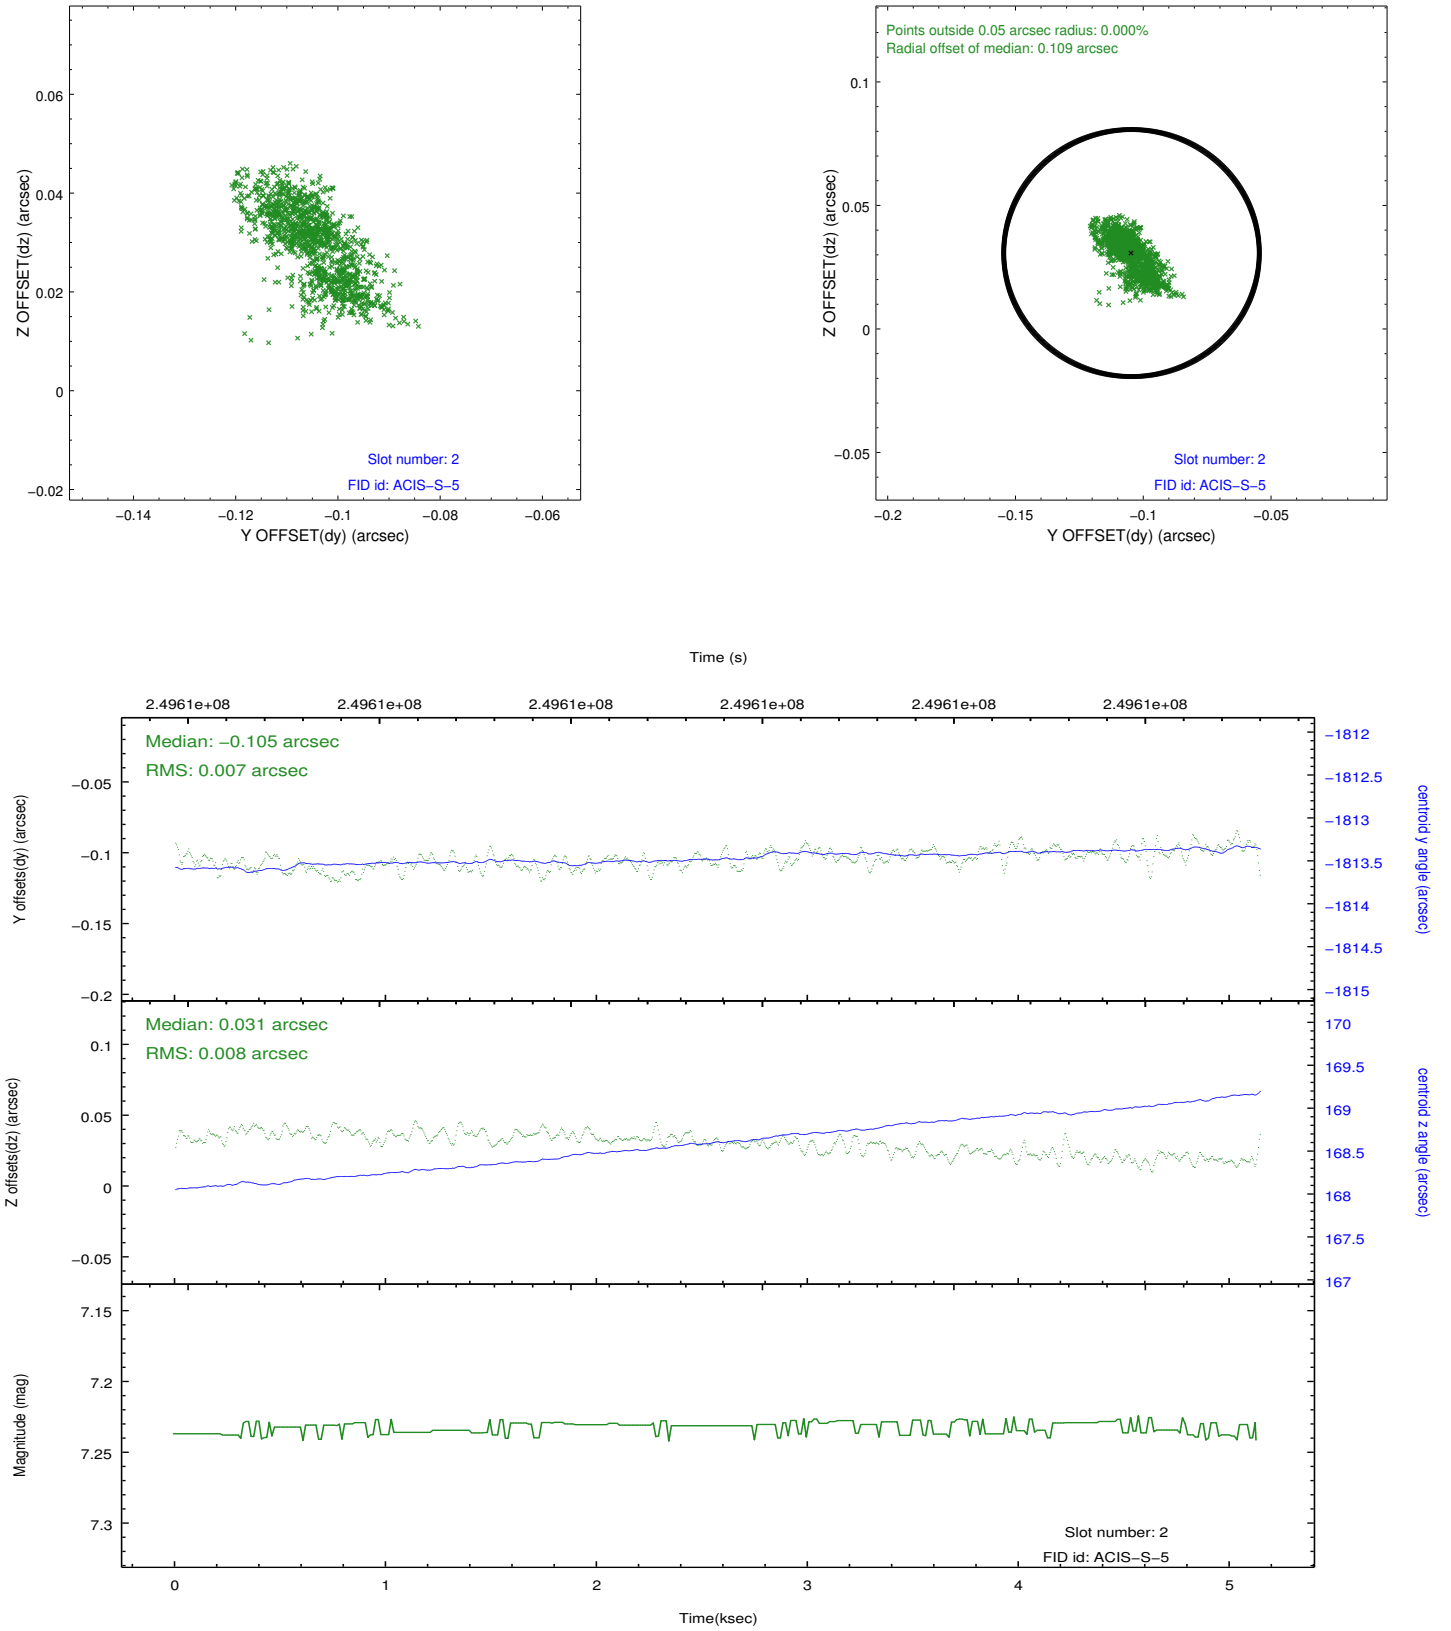 0.06
0.04
0.02
0
−0.02
Z OFFSET(dz) (arcsec)
Slot number: 2
FID id: ACIS−S−5
−0.14 −0.12 −0.1 −0.08 −0.06
Y OFFSET(dy) (arcsec)
Points outside 0.05 arcsec radius: 0.000%
Radial offset of median: 0.109 arcsec
0.1
0.05
0
−0.05
Z OFFSET(dz) (arcsec)
Slot number: 2
FID id: ACIS−S−5
−0.2 −0.15 −0.1 −0.05
Y OFFSET(dy) (arcsec)
Time (s)
2.4961e+08 2.4961e+08 2.4961e+08 2.4961e+08 2.4961e+08 2.4961e+08
Median: −0.105 arcsec
RMS: 0.007 arcsec
−0.05
−0.1
−0.15
−0.2
Y offsets(dy) (arcsec)
−1812
−1812.5
−1813
−1813.5
−1814
−1814.5
−1815
centroid y angle (arcsec)
Median: 0.031 arcsec
RMS: 0.008 arcsec
0.1
0.05
0
−0.05
Z offsets(dz) (arcsec)
170
169.5
169
168.5
168
167.5
167
centroid z angle (arcsec)
7.15
7.2
7.25
7.3
Magnitude (mag)
Slot number: 2
FID id: ACIS−S−5
0 1 2 3 4 5
Time(ksec)